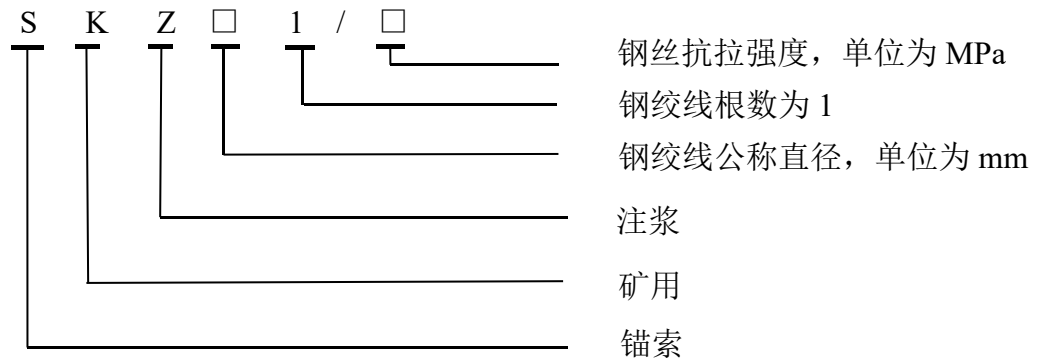 S K Z □ 1 / □
钢丝抗拉强度，单位为 MPa
钢绞线根数为 1
钢绞线公称直径，单位为 mm
注浆
矿用
锚索